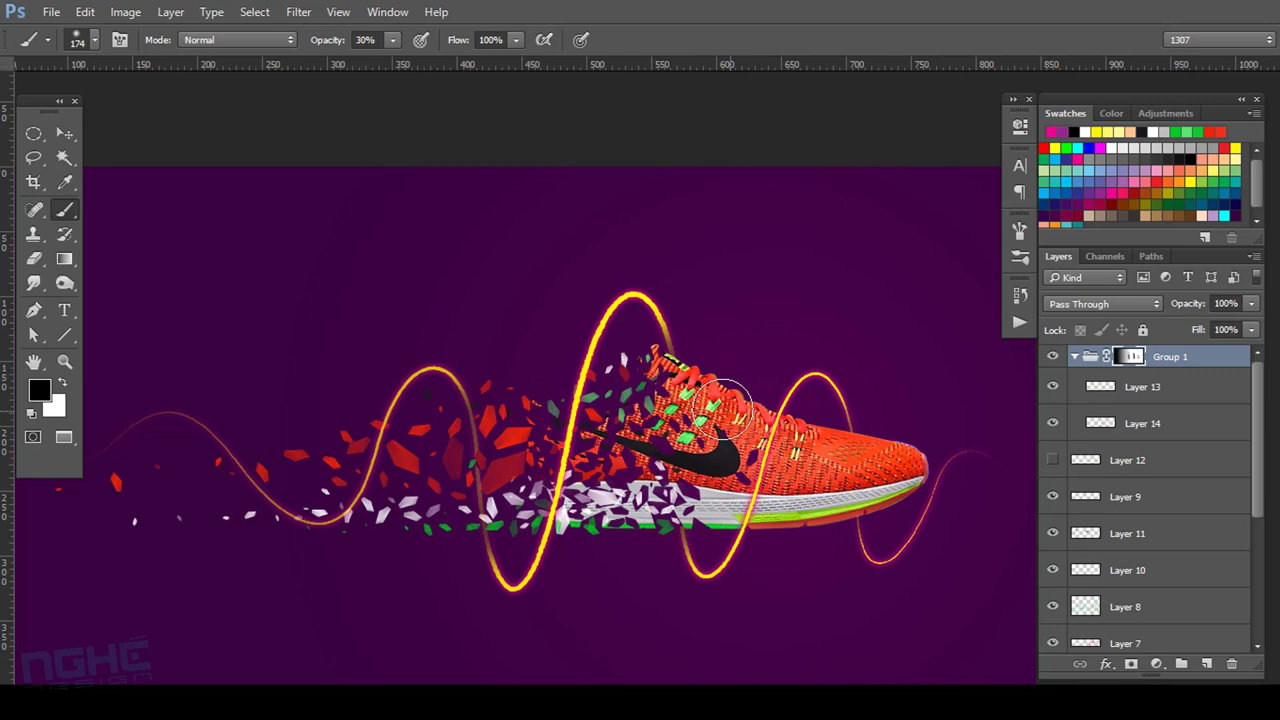 Ps File Edit Image Layer Type Select Filter View Window Help
174 Mode: Normal Opacity: 30% Flow: 100% 1307
100 150 200 250 300 350 400 450 500 550 600 650 700 750 800 850 900 950 1000
Swatches Color Adjustments
Layers Channels Paths
Kind
Pass Through Opacity: 100%
Lock: Fill: 100%
Group 1
Layer 13
Layer 14
Layer 12
Layer 9
Layer 11
Layer 10
Layer 8
Layer 7
NGHÉ
DESIGN